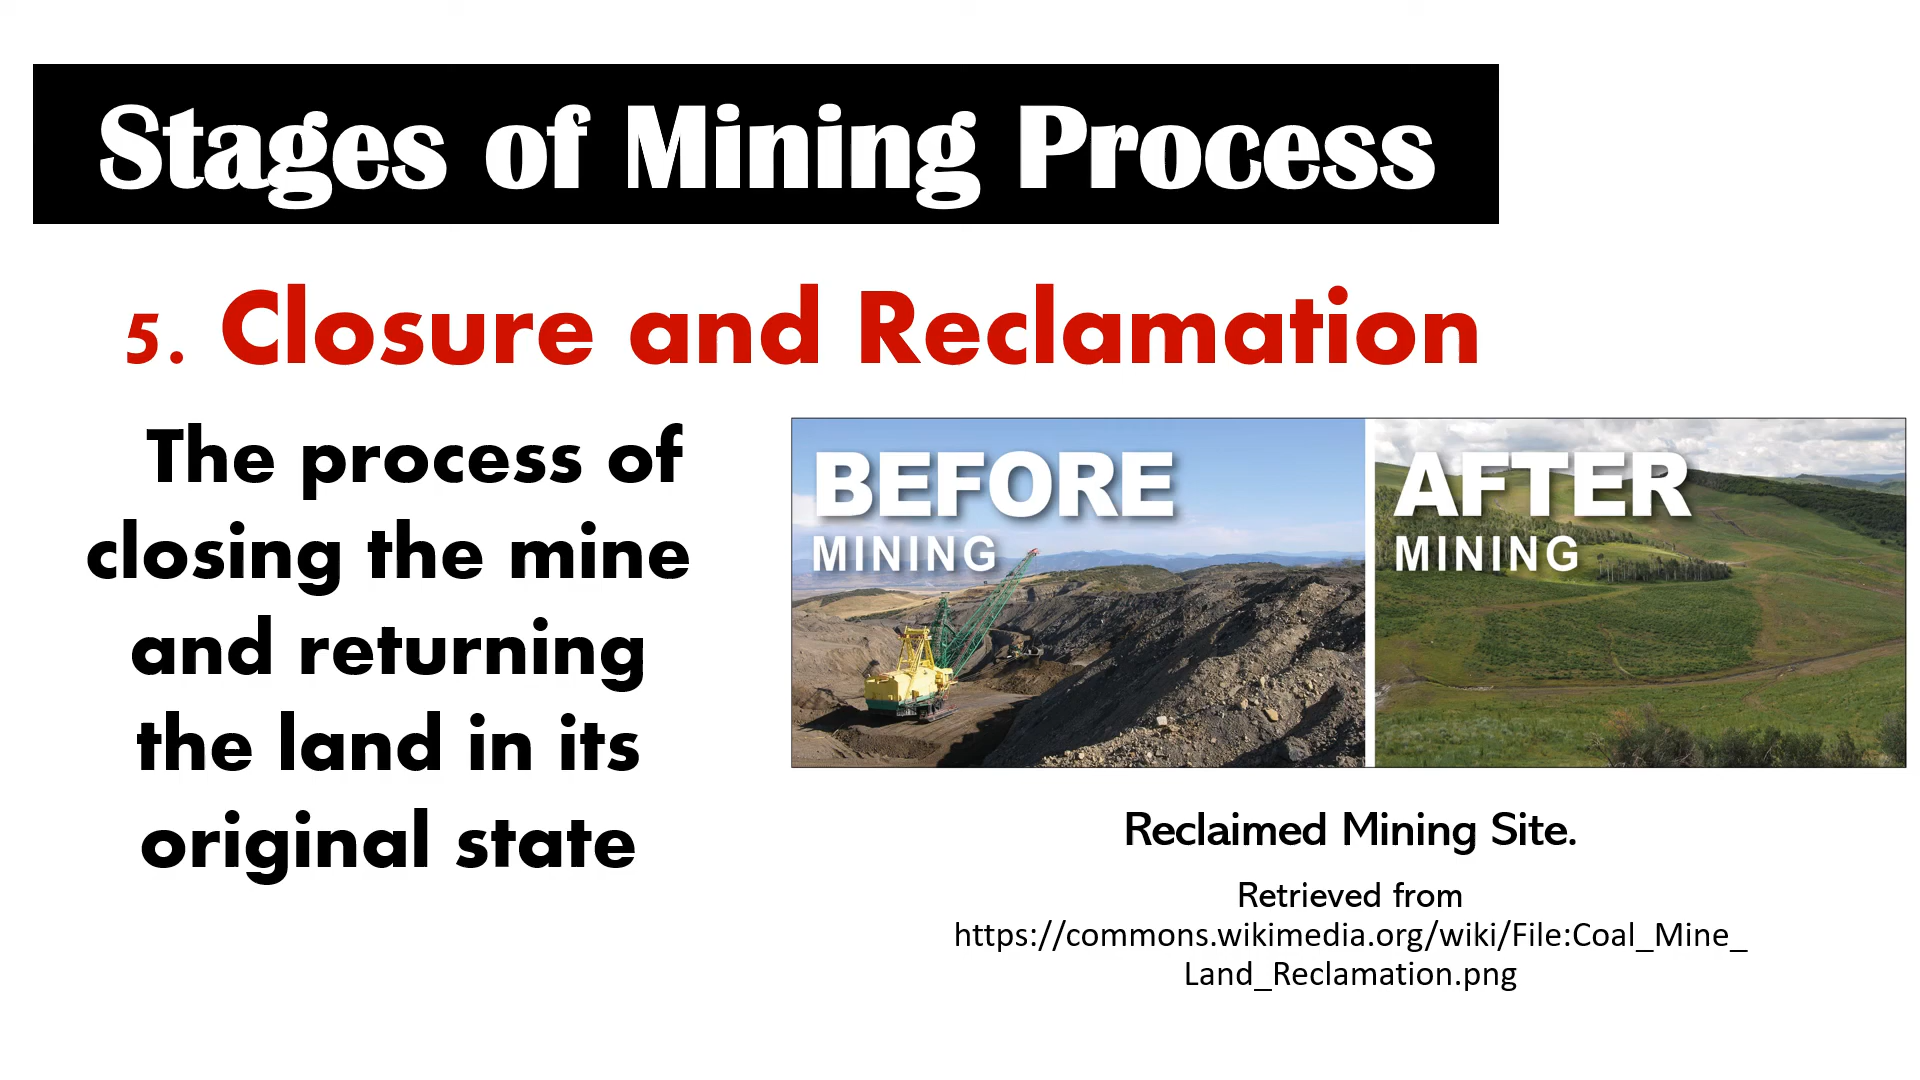 Stages of Mining Process
5. Closure and Reclamation
The process of
closing the mine
and returning
the land in its
original state
BEFORE
MINING
AFTER
MINING
Reclaimed Mining Site.
Retrieved from
https://commons.wikimedia.org/wiki/File:Coal_Mine_
Land_Reclamation.png